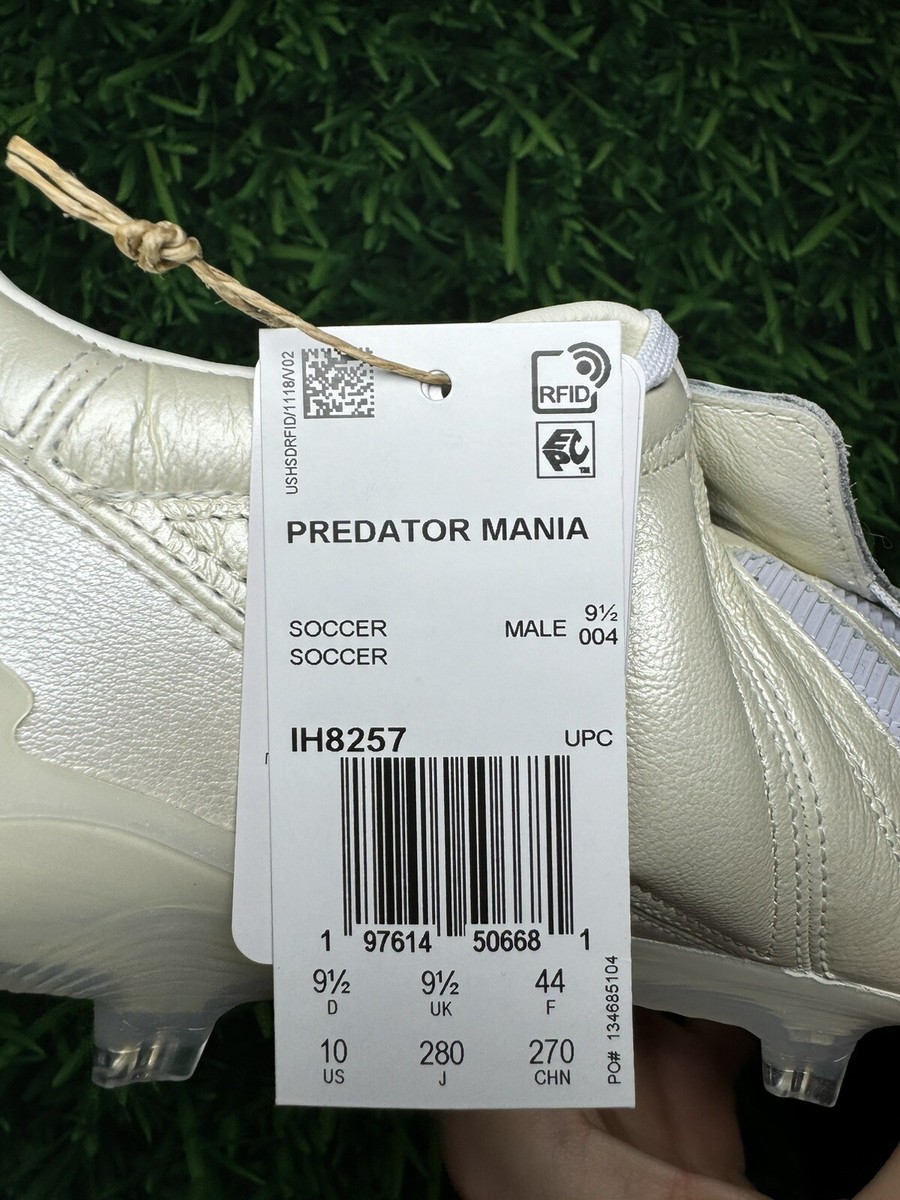 USHSDRFID/1118/V02
RFID
EPC™
PREDATOR MANIA
SOCCER MALE 9½
SOCCER 004
IH8257 UPC
1 97614 50668 1
9½ 9½ 44
D UK F
10 280 270
US J CHN
PO# 134685104